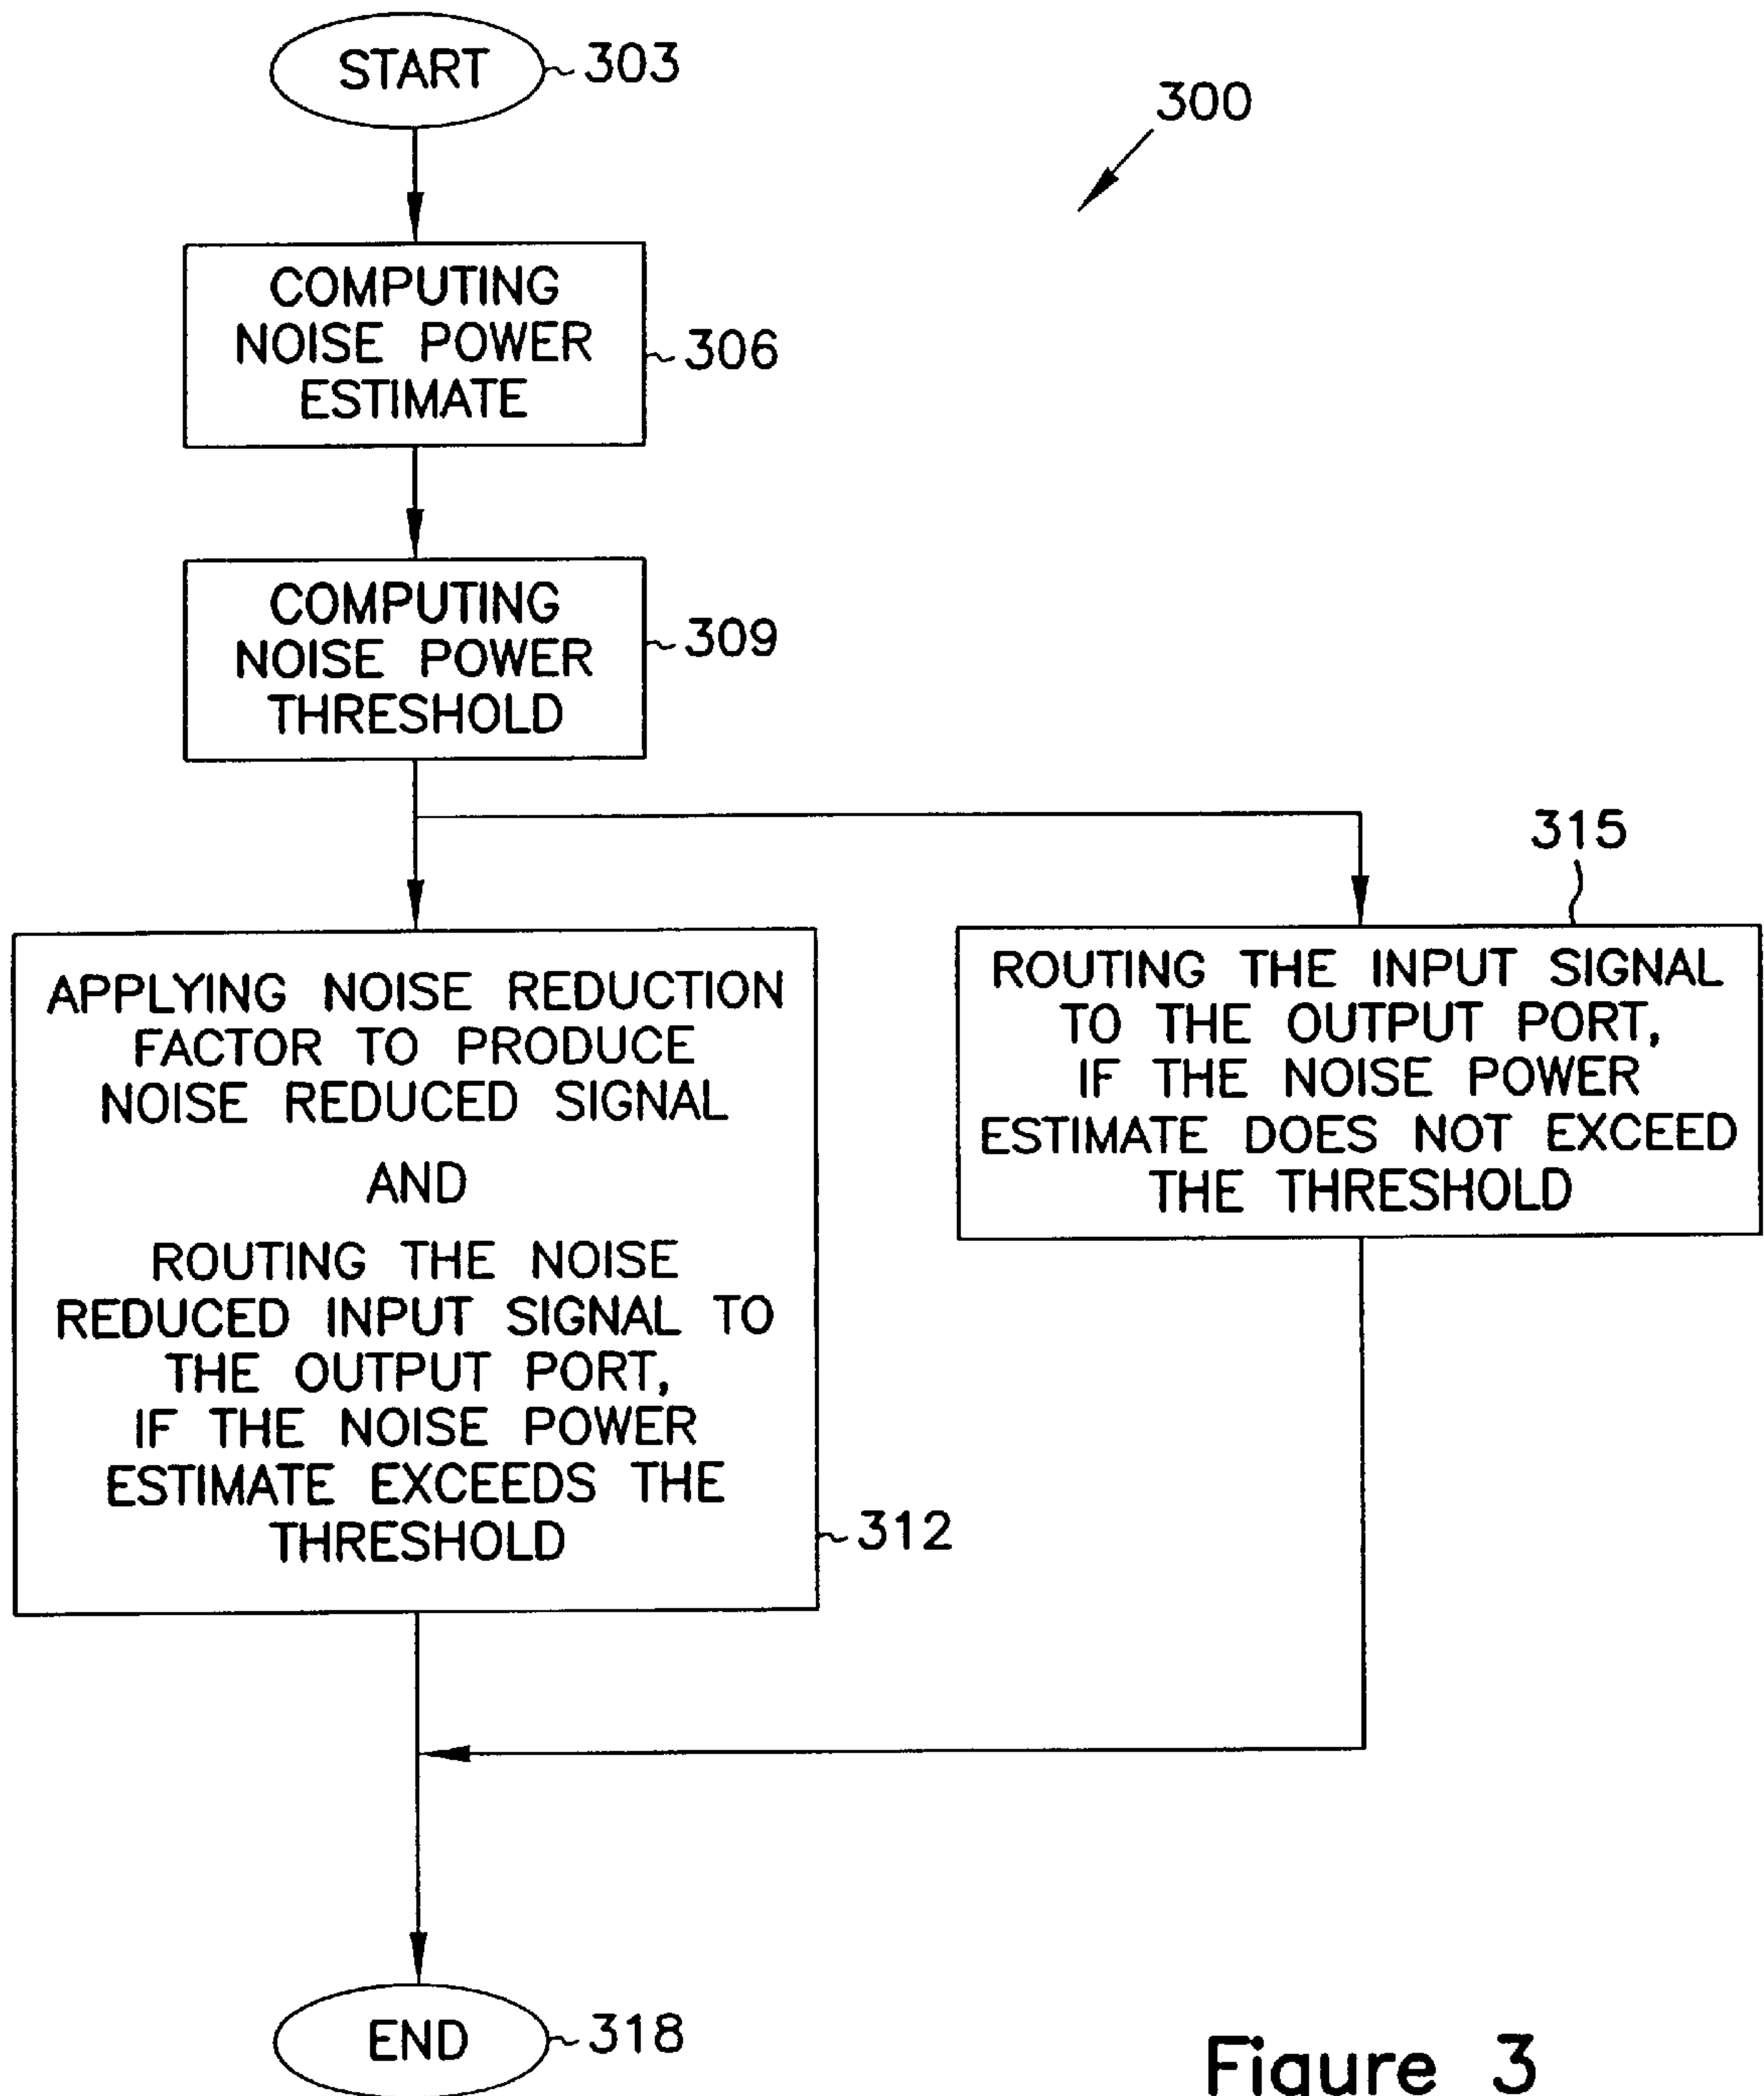 START
303
300
COMPUTING
NOISE POWER
ESTIMATE
306
COMPUTING
NOISE POWER
THRESHOLD
309
APPLYING NOISE REDUCTION
FACTOR TO PRODUCE
NOISE REDUCED SIGNAL
AND
ROUTING THE NOISE
REDUCED INPUT SIGNAL TO
THE OUTPUT PORT,
IF THE NOISE POWER
ESTIMATE EXCEEDS THE
THRESHOLD
312
315
ROUTING THE INPUT SIGNAL
TO THE OUTPUT PORT,
IF THE NOISE POWER
ESTIMATE DOES NOT EXCEED
THE THRESHOLD
END
318
Figure 3